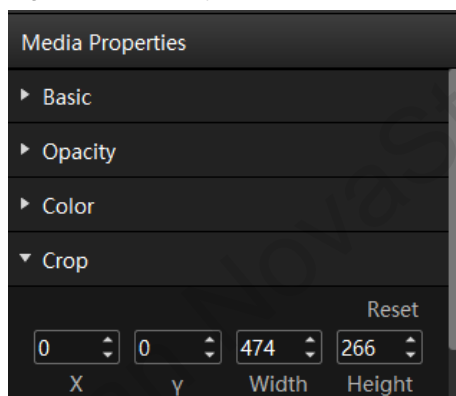 Media Properties
Basic
Opacity
Color
Crop
Reset
0 0 474 266
X Y Width Height